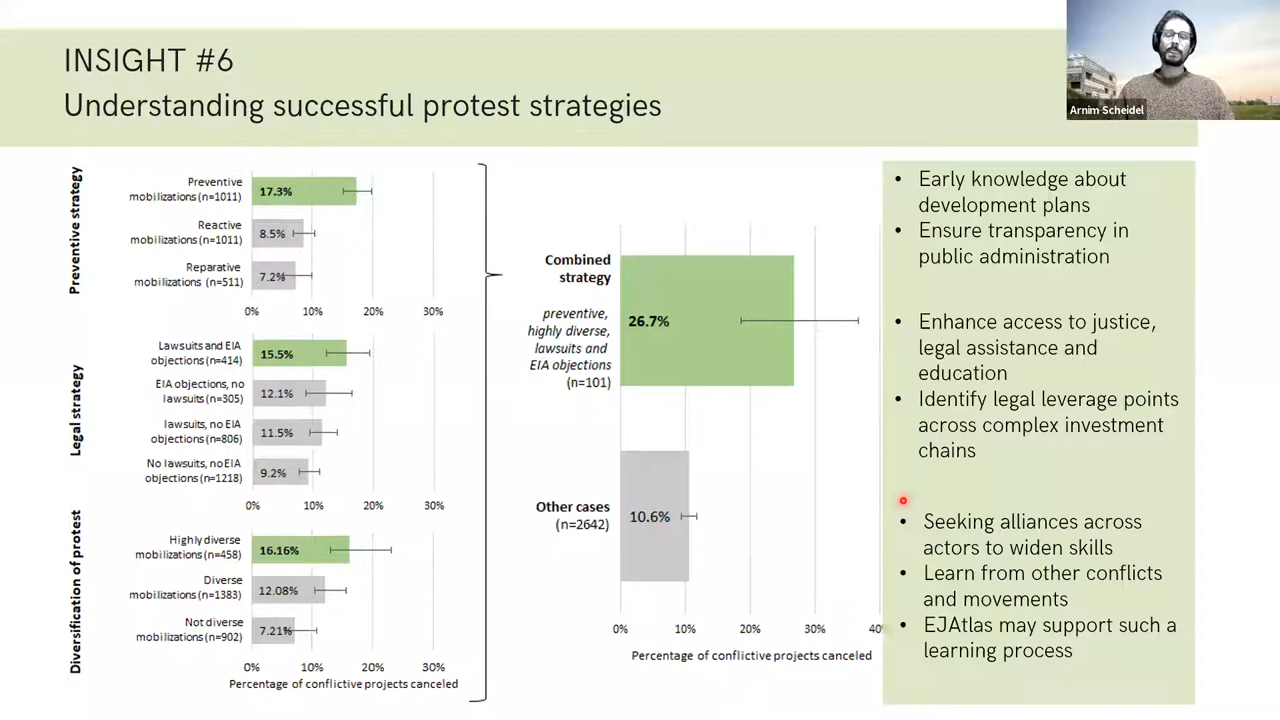 INSIGHT #6
Understanding successful protest strategies
Arnim Scheidel
Preventive strategy
Preventive
mobilizations (n=1011)
17.3%
Reactive
mobilizations (n=1011)
8.5%
Reparative
mobilizations (n=511)
7.2%
0% 10% 20% 30%
Legal strategy
Lawsuits and EIA
objections (n=414)
15.5%
EIA objections, no
lawsuits (n=305)
12.1%
lawsuits, no EIA
objections (n=806)
11.5%
No lawsuits, no EIA
objections (n=1218)
9.2%
0% 10% 20% 30%
Diversification of protest
Highly diverse
mobilizations (n=458)
16.16%
Diverse
mobilizations (n=1383)
12.08%
Not diverse
mobilizations (n=902)
7.21%
0% 10% 20% 30%
Percentage of conflictive projects canceled
Combined
strategy
preventive,
highly diverse,
lawsuits and
EIA objections
(n=101)
26.7%
Other cases
(n=2642)
10.6%
0% 10% 20% 30% 40
Percentage of conflictive projects canceled
• Early knowledge about
development plans
• Ensure transparency in
public administration
• Enhance access to justice,
legal assistance and
education
• Identify legal leverage points
across complex investment
chains
• Seeking alliances across
actors to widen skills
• Learn from other conflicts
and movements
• EJAtlas may support such a
learning process